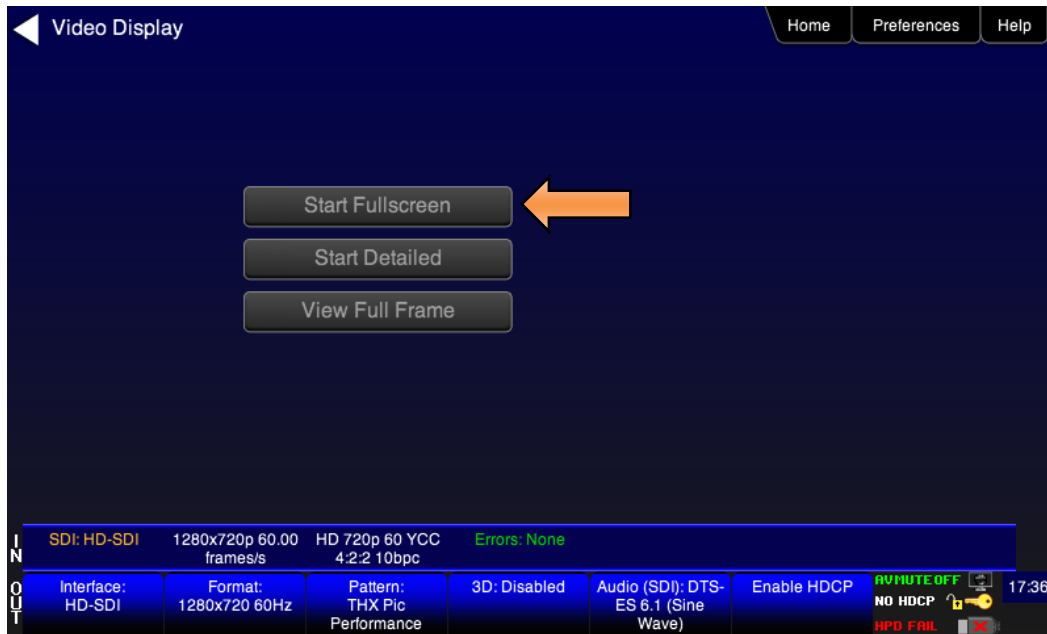 Video Display
Home
Preferences
Help
Start Fullscreen
Start Detailed
View Full Frame
IN
SDI: HD-SDI
1280x720p 60.00
frames/s
HD 720p 60 YCC
4:2:2 10bpc
Errors: None
OUT
Interface:
HD-SDI
Format:
1280x720 60Hz
Pattern:
THX Pic
Performance
3D: Disabled
Audio (SDI): DTS-
ES 6.1 (Sine
Wave)
Enable HDCP
AVMUTEOFF
NO HDCP
HPD FAIL
17:36